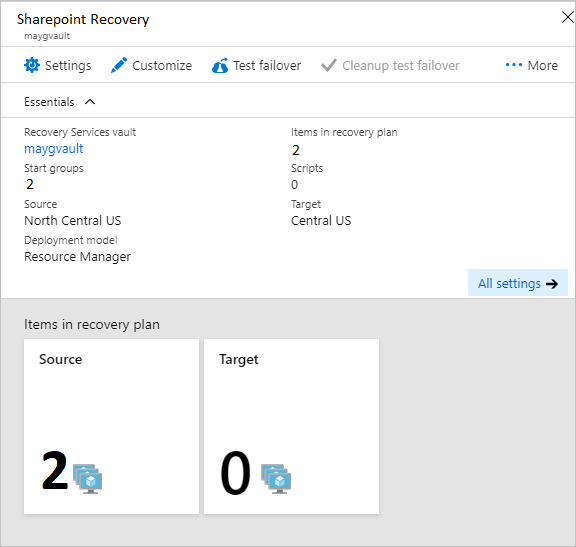 Sharepoint Recovery
maygvault
Settings Customize Test failover Cleanup test failover More
Essentials
Recovery Services vault Items in recovery plan
maygvault 2
Start groups Scripts
2 0
Source Target
North Central US Central US
Deployment model
Resource Manager
All settings
Items in recovery plan
Source Target
2 0